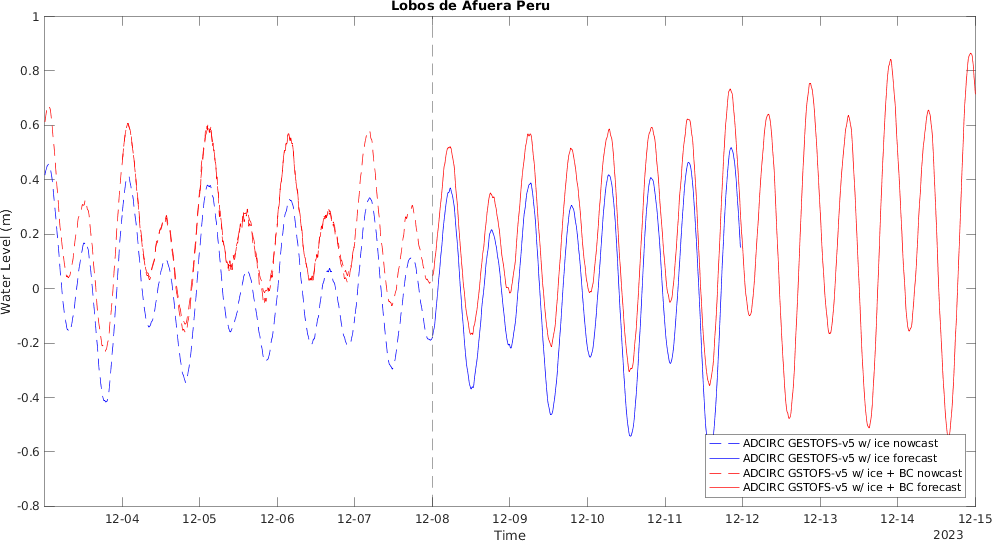 Lobos de Afuera Peru
Water Level (m)
1
0.8
0.6
0.4
0.2
0
-0.2
-0.4
-0.6
-0.8
ADCIRC GESTOFS-v5 w/ ice nowcast
ADCIRC GESTOFS-v5 w/ ice forecast
ADCIRC GSTOFS-v5 w/ ice + BC nowcast
ADCIRC GSTOFS-v5 w/ ice + BC forecast
12-04 12-05 12-06 12-07 12-08 12-09 12-10 12-11 12-12 12-13 12-14 12-15
Time
2023